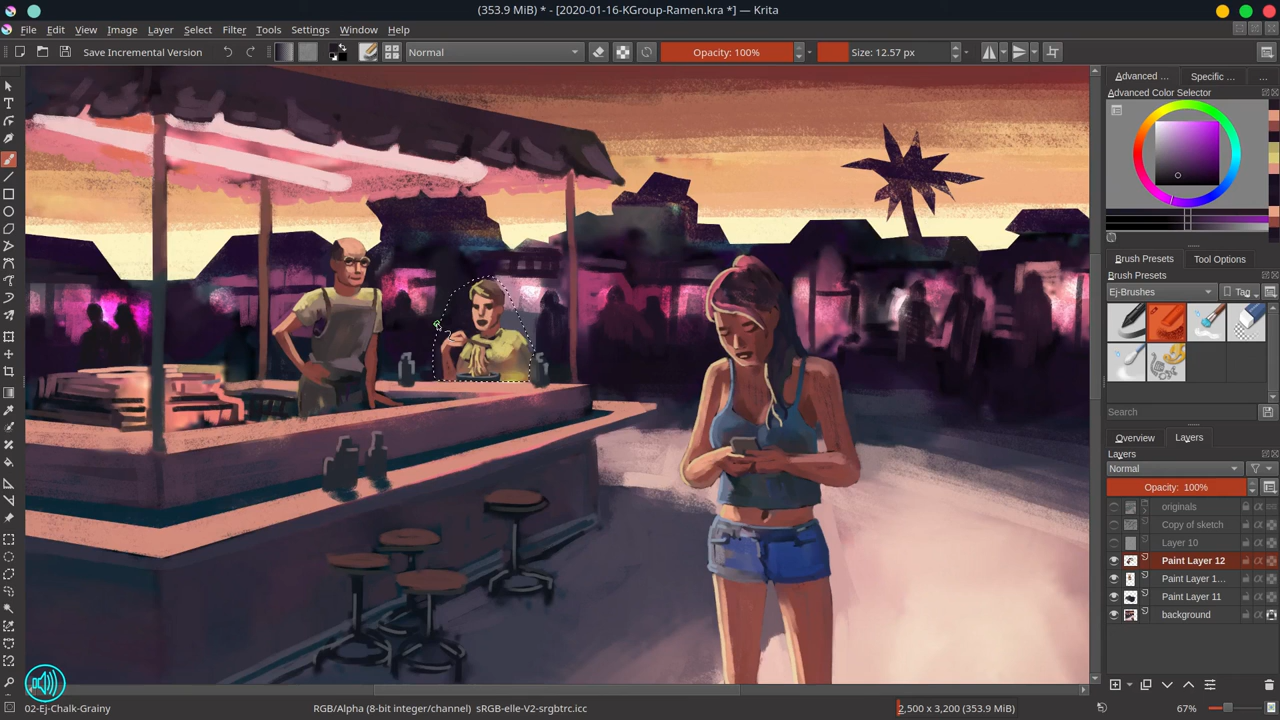 (353.9 MiB) * - [2020-01-16-KGroup-Ramen.kra *] — Krita
File Edit View Image Layer Select Filter Tools Settings Window Help
Save Incremental Version Normal Opacity: 100% Size: 12.57 px
Advanced ... Specific ... ...
Advanced Color Selector
Brush Presets Tool Options
Brush Presets
Ej-Brushes Tag
Search
Overview Layers
Layers
Normal
Opacity: 100%
originals
Copy of sketch
Layer 10
Paint Layer 12
Paint Layer 1...
Paint Layer 11
background
02-Ej-Chalk-Grainy RGB/Alpha (8-bit integer/channel) sRGB-elle-V2-srgbtrc.icc 2,500 x 3,200 (353.9 MiB) 67%